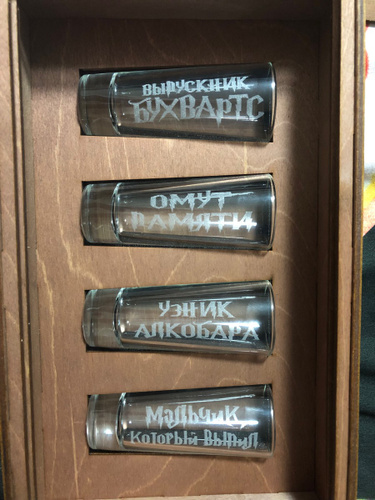 ВЫПУСКНИК
БУХВАРТС
ОМУТ
ПАМЯТИ
УЗНИК
АЛКОБАРА
Мальчик,
Который Выпил